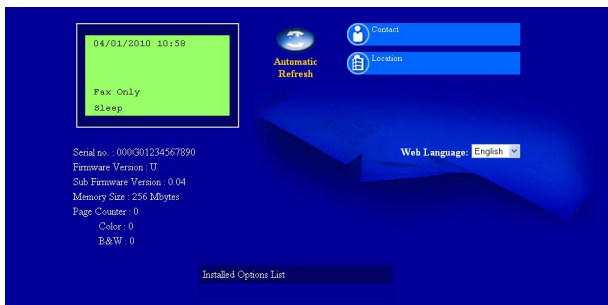 04/01/2010 10:58
Fax Only
Sleep
Automatic
Refresh
Contact
Location
Serial no. : 000G01234567890
Firmware Version : U
Sub Firmware Version : 0.04
Memory Size : 256 Mbytes
Page Counter : 0
Color : 0
B&W : 0
Web Language: English
Installed Options List